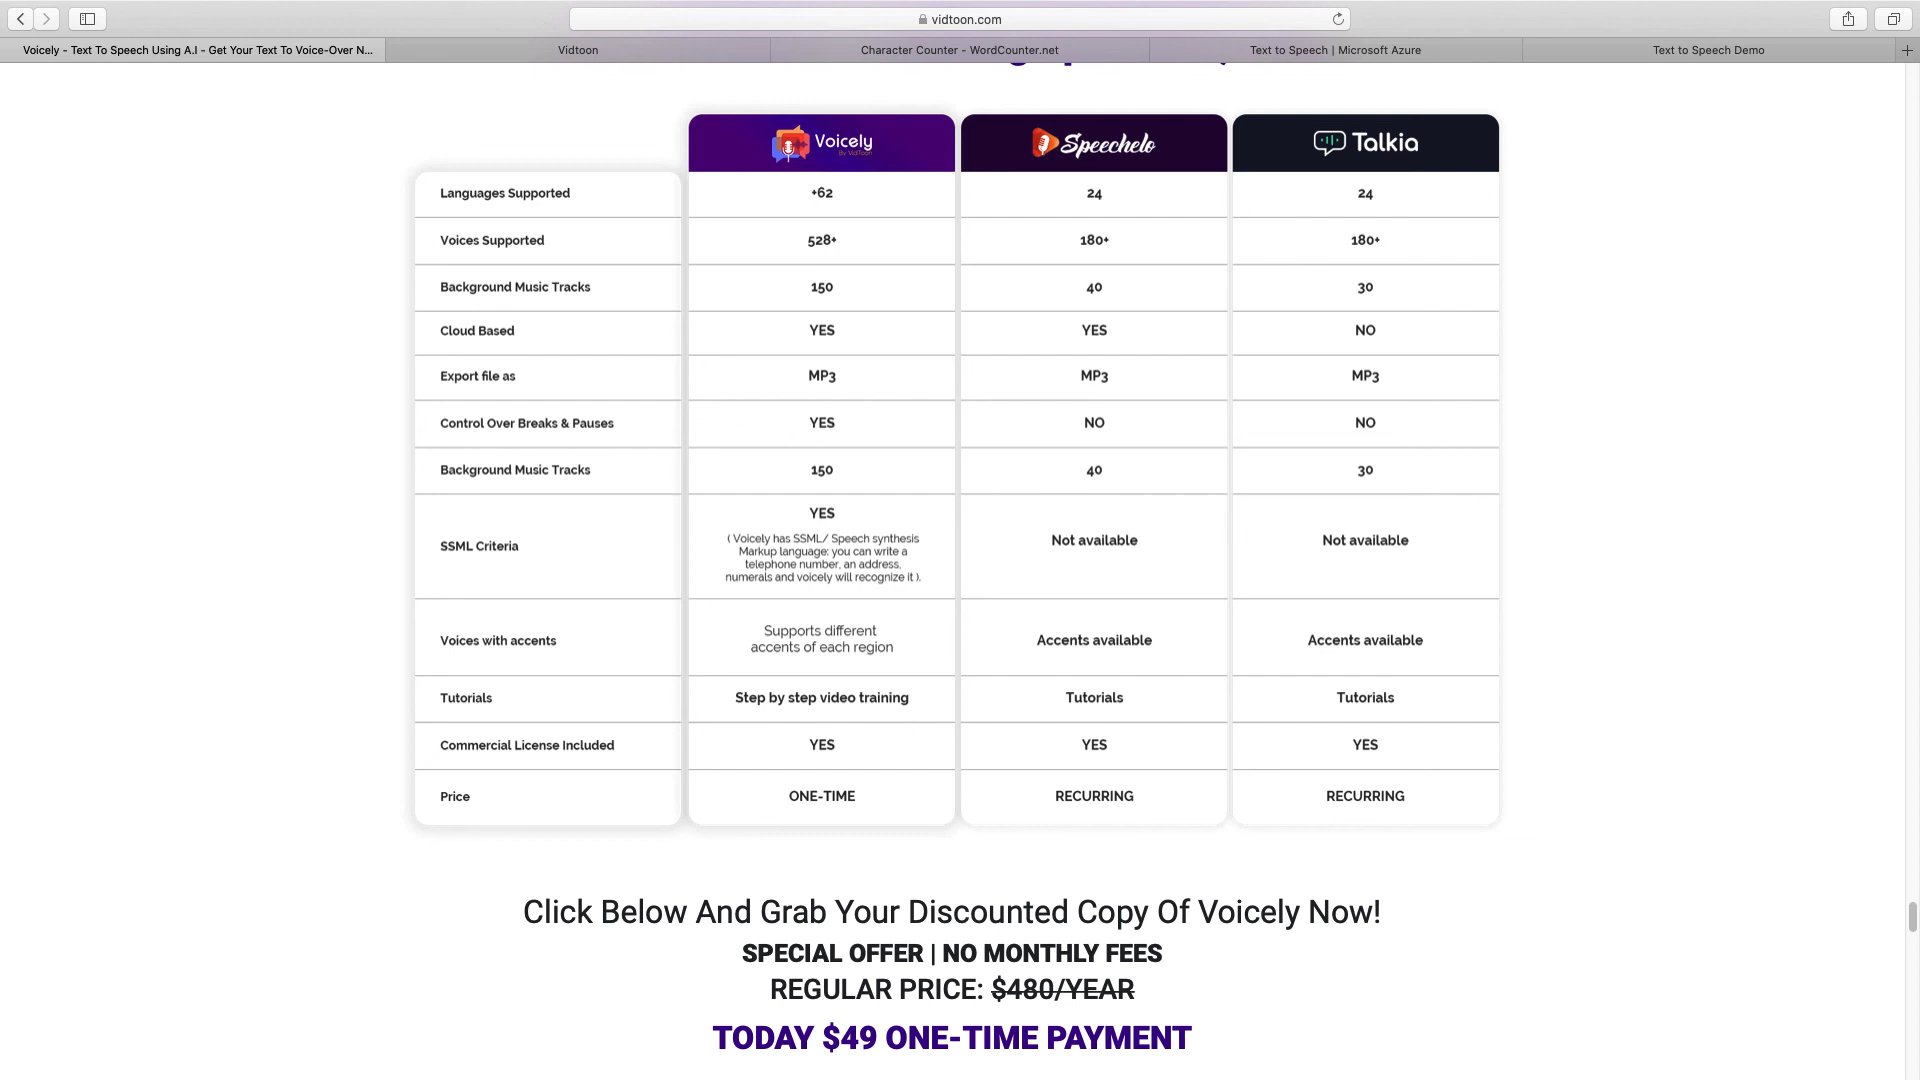 vidtoon.com
Voicely - Text To Speech Using A.I - Get Your Text To Voice-Over N...
Vidtoon
Character Counter - WordCounter.net
Text to Speech | Microsoft Azure
Text to Speech Demo
Voicely
By VidToon
Speechelo
Talkia
Languages Supported
+62
24
24
Voices Supported
528+
180+
180+
Background Music Tracks
150
40
30
Cloud Based
YES
YES
NO
Export file as
MP3
MP3
MP3
Control Over Breaks & Pauses
YES
NO
NO
Background Music Tracks
150
40
30
SSML Criteria
YES
( Voicely has SSML/ Speech synthesis
Markup language: you can write a
telephone number, an address,
numerals and voicely will recognize it ).
Not available
Not available
Voices with accents
Supports different
accents of each region
Accents available
Accents available
Tutorials
Step by step video training
Tutorials
Tutorials
Commercial License Included
YES
YES
YES
Price
ONE-TIME
RECURRING
RECURRING
Click Below And Grab Your Discounted Copy Of Voicely Now!
SPECIAL OFFER | NO MONTHLY FEES
REGULAR PRICE: $480/YEAR
TODAY $49 ONE-TIME PAYMENT